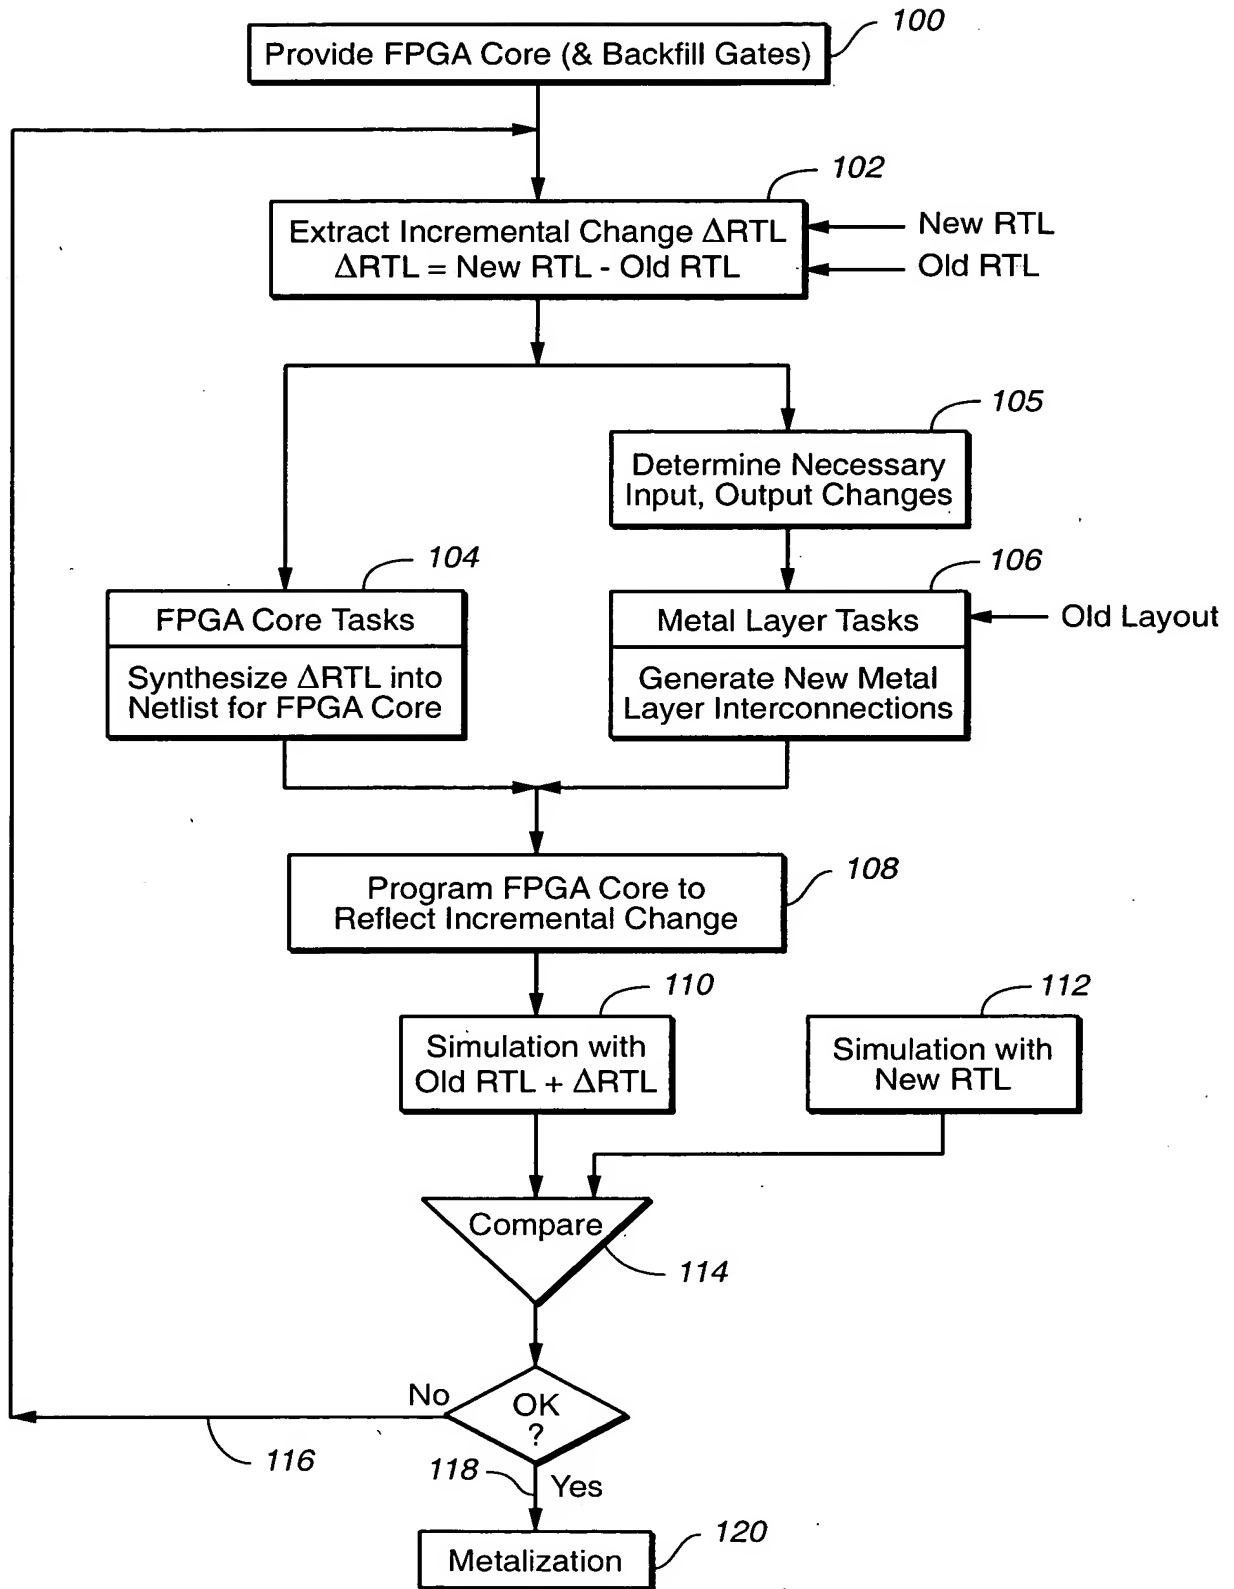 100
Provide FPGA Core (& Backfill Gates)
102
Extract Incremental Change ΔRTL
ΔRTL = New RTL - Old RTL
New RTL
Old RTL
105
Determine Necessary
Input, Output Changes
104
FPGA Core Tasks
Synthesize ΔRTL into
Netlist for FPGA Core
106
Metal Layer Tasks
Old Layout
Generate New Metal
Layer Interconnections
108
Program FPGA Core to
Reflect Incremental Change
110
Simulation with
Old RTL + ΔRTL
112
Simulation with
New RTL
Compare
114
No
OK
?
116
118
Yes
120
Metalization